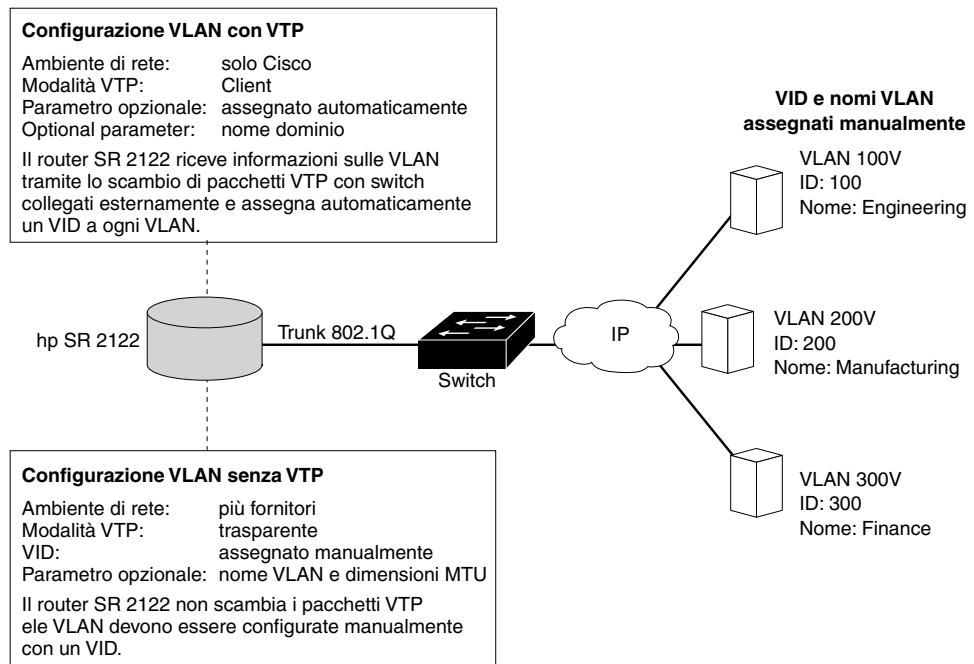 Configurazione VLAN con VTP
Ambiente di rete: solo Cisco
Modalità VTP: Client
Parametro opzionale: assegnato automaticamente
Optional parameter: nome dominio
Il router SR 2122 riceve informazioni sulle VLAN
tramite lo scambio di pacchetti VTP con switch
collegati esternamente e assegna automaticamente
un VID a ogni VLAN.
VID e nomi VLAN
assegnati manualmente
VLAN 100V
ID: 100
Nome: Engineering
hp SR 2122
Trunk 802.1Q
Switch
IP
VLAN 200V
ID: 200
Nome: Manufacturing
VLAN 300V
ID: 300
Nome: Finance
Configurazione VLAN senza VTP
Ambiente di rete: più fornitori
Modalità VTP: trasparente
VID: assegnato manualmente
Parametro opzionale: nome VLAN e dimensioni MTU
Il router SR 2122 non scambia i pacchetti VTP
ele VLAN devono essere configurate manualmente
con un VID.